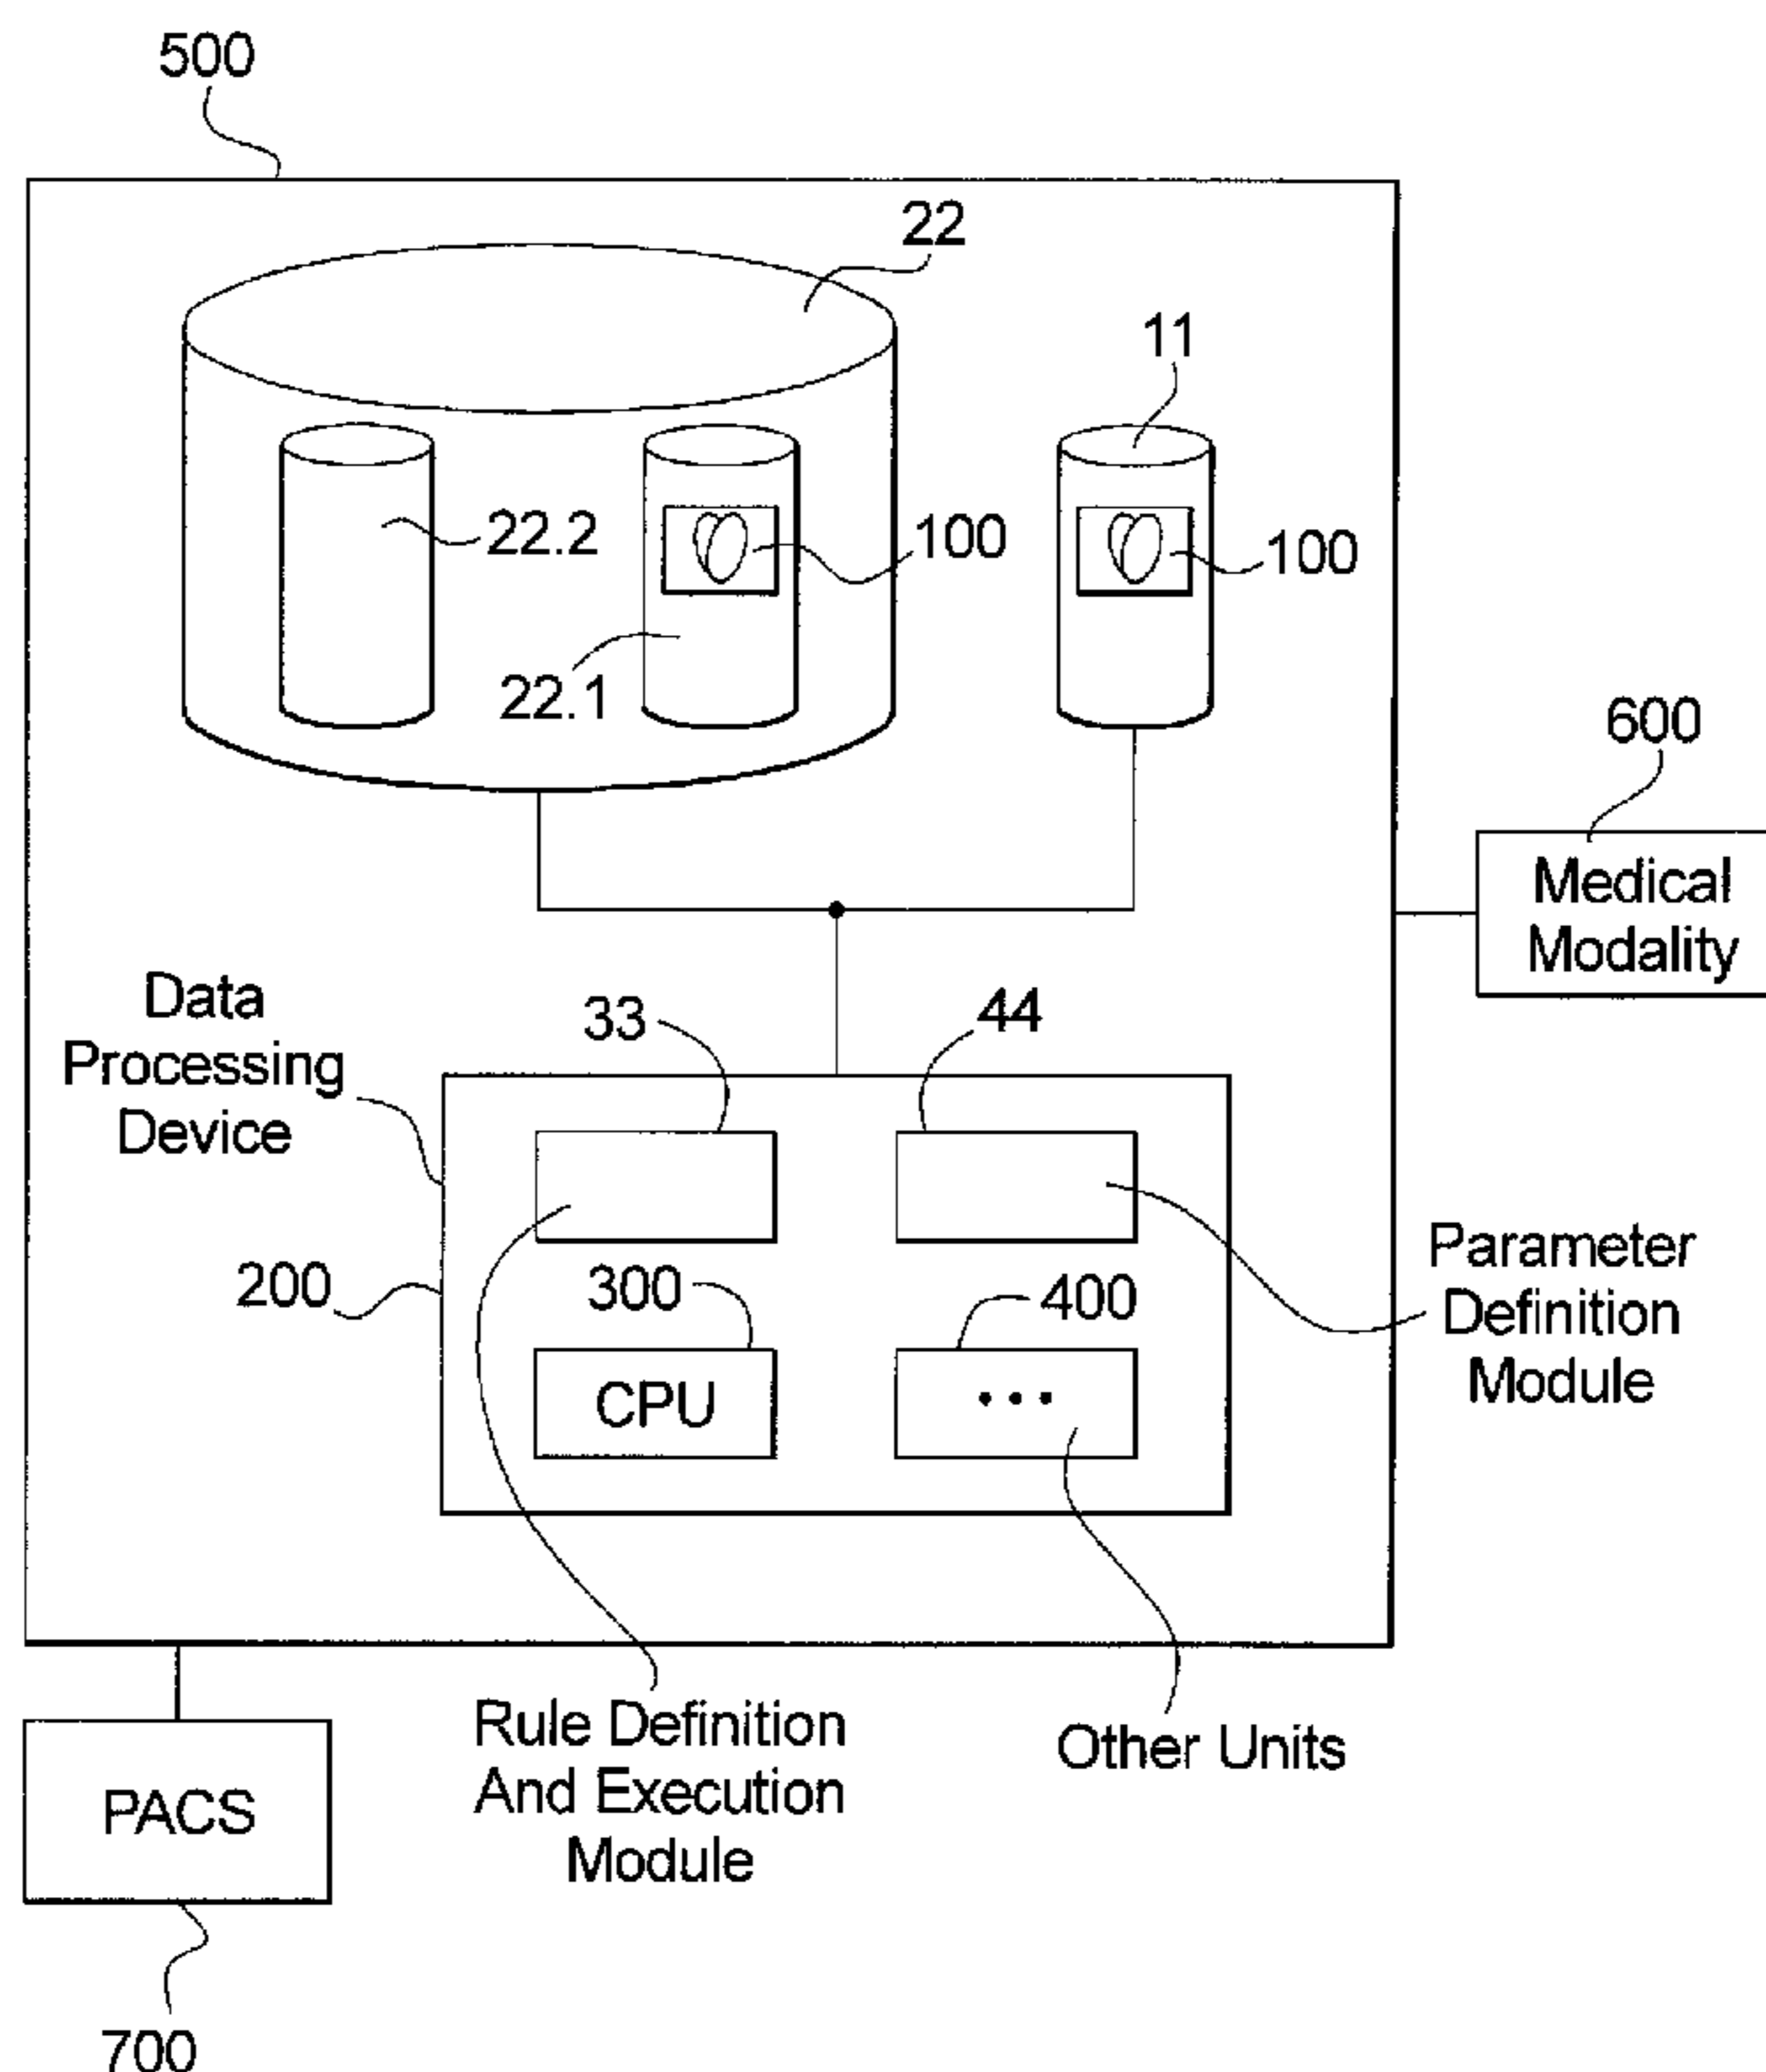 500
22
11
22.2
100
100
22.1
600
Medical
Modality
Data
Processing
Device
33
44
200
300
400
Parameter
Definition
Module
CPU
• • •
Rule Definition
And Execution
Module
Other Units
PACS
700